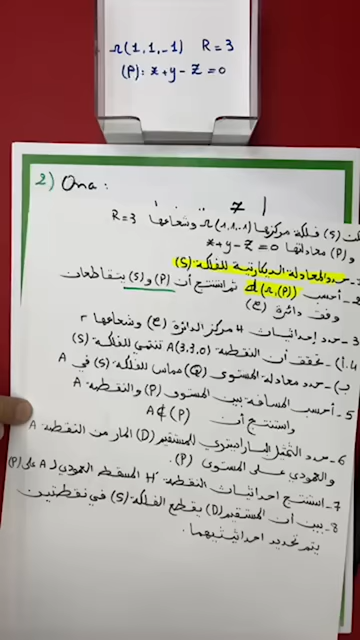 Ω(1,1,-1) R=3
(P): x+y-z=0
2) Ona:
(S) فلكة مركزها Ω(1,1,-1) وشعاعها R=3
و (P) معادلتها x+y-z=0
حدد المعادلة الديكارتية للفلكة (S)
2- أحسب d(Ω,(P)) ثم استنتج أن (P) و (S) يتقاطعان
وفق دائرة (C)
3- حدد إحداثيات H مركز الدائرة (C) وشعاعها r
4.أ) تحقق أن النقطة A(3,3,0) تنتمي للفلكة (S)
ب) حدد معادلة المستوى (Q) مماس للفلكة (S) في A
5- أحسب المسافة بين المستوى (P) والنقطة A
واستنتج أن A∉(P)
6- حدد التمثيل البارامتري للمستقيم (D) المار من النقطة A
والعمودي على المستوى (P).
7- استنتج احداثيات النقطة H' المسقط العمودي لـ A على (P)
8- بين أن المستقيم (D) يقطع الفلكة (S) في نقطتين
يتم تحديد احداثيتيهما.